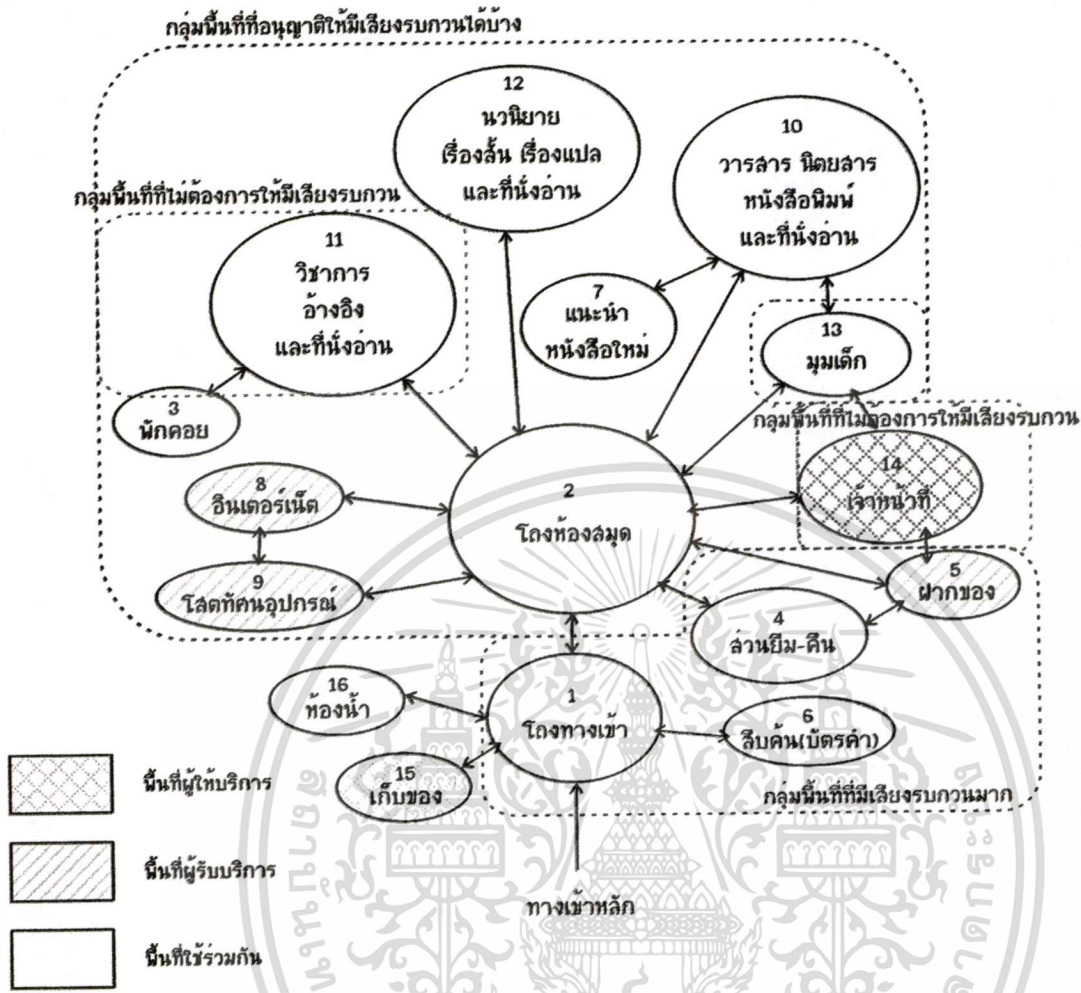 กลุ่มพื้นที่ที่อนุญาติให้มีเสียงรบกวนได้บ้าง
12
นวนิยาย
เรื่องสั้น เรื่องแปล
และที่นั่งอ่าน
10
วารสาร นิตยสาร
หนังสือพิมพ์
และที่นั่งอ่าน
กลุ่มพื้นที่ที่ไม่ต้องการให้มีเสียงรบกวน
11
วิชาการ
อ้างอิง
และที่นั่งอ่าน
7
แนะนำ
หนังสือใหม่
13
มุมเด็ก
3
พักคอย
กลุ่มพื้นที่ที่ไม่ต้องการให้มีเสียงรบกวน
14
เจ้าหน้าที่
8
อินเตอร์เน็ต
2
โถงห้องสมุด
9
โสตทัศนอุปกรณ์
5
ฝากของ
4
ส่วนยืม-คืน
16
ห้องน้ำ
1
โถงทางเข้า
6
สืบค้น(บัตรคำ)
15
เก็บของ
กลุ่มพื้นที่ที่มีเสียงรบกวนมาก
พื้นที่ผู้ให้บริการ
พื้นที่ผู้รับบริการ
ทางเข้าหลัก
พื้นที่ใช้ร่วมกัน